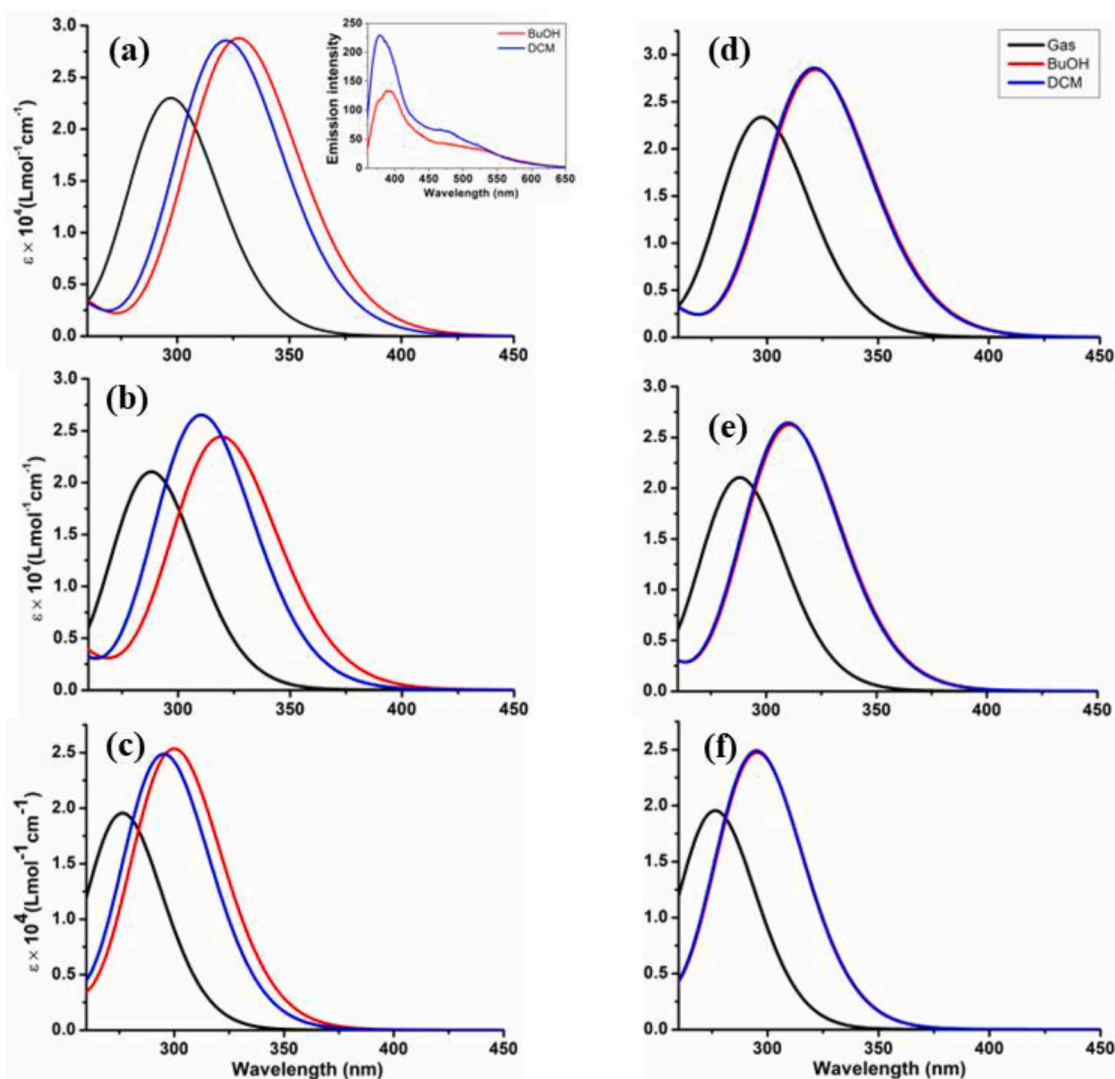 (a)
3.0
2.5
2.0
1.5
1.0
0.5
0.0
300 350 400 450
ε × 10⁴(Lmol⁻¹cm⁻¹)
BuOH
DCM
250
200
150
100
50
0
400 450 500 550 600 650
Emission intensity
Wavelength (nm)
(d)
Gas
BuOH
DCM
3.0
2.5
2.0
1.5
1.0
0.5
0.0
300 350 400 450
(b)
3.0
2.5
2.0
1.5
1.0
0.5
0.0
300 350 400 450
ε × 10⁴(Lmol⁻¹cm⁻¹)
(e)
3.0
2.5
2.0
1.5
1.0
0.5
0.0
300 350 400 450
(c)
2.5
2.0
1.5
1.0
0.5
0.0
300 350 400 450
ε × 10⁴(Lmol⁻¹cm⁻¹)
Wavelength (nm)
(f)
2.5
2.0
1.5
1.0
0.5
0.0
300 350 400 450
Wavelength (nm)